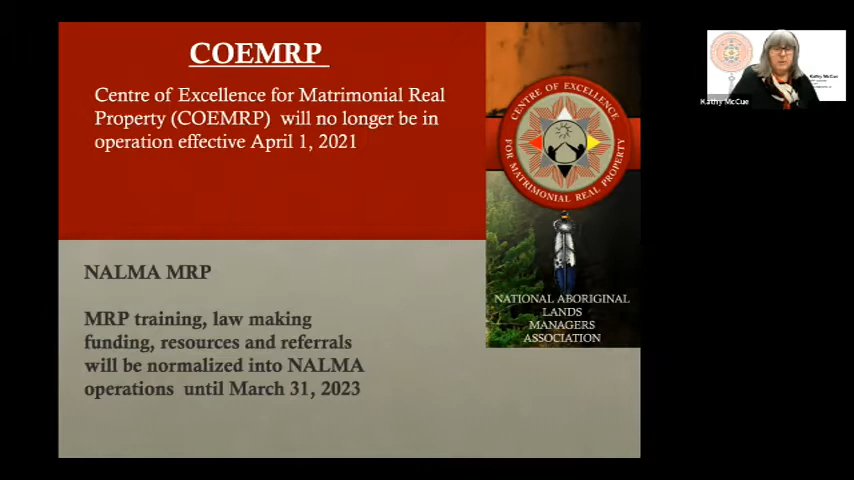 COEMRP
Centre of Excellence for Matrimonial Real
Property (COEMRP) will no longer be in
operation effective April 1, 2021
CENTRE OF EXCELLENCE
FOR MATRIMONIAL REAL PROPERTY
NATIONAL ABORIGINAL
LANDS
MANAGERS
ASSOCIATION
NALMA MRP
MRP training, law making
funding, resources and referrals
will be normalized into NALMA
operations until March 31, 2023
Kathy McCue
Kathy McCue